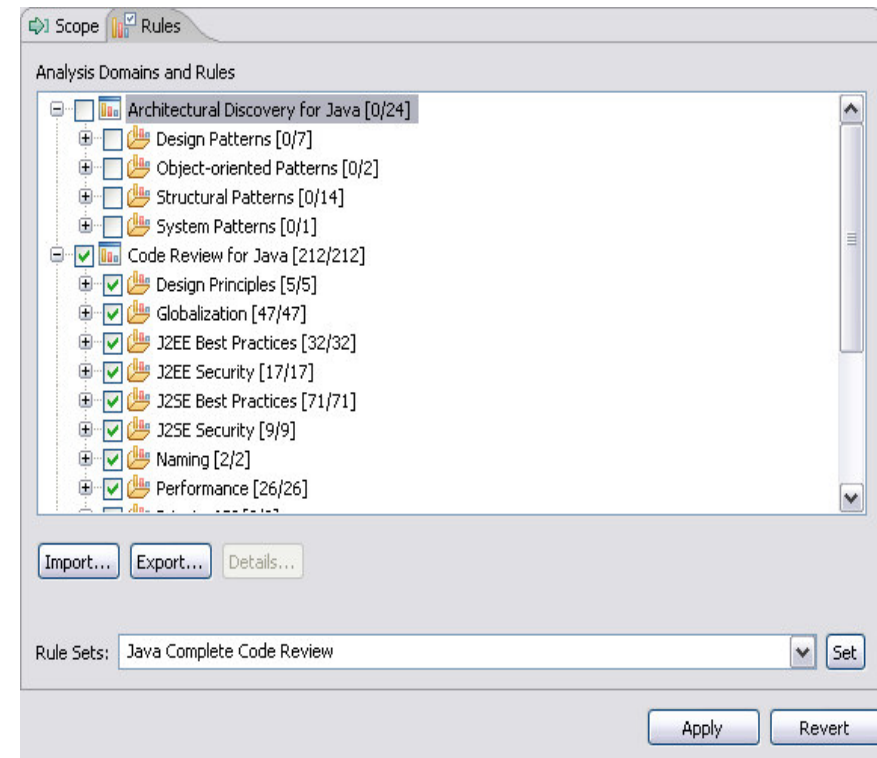 Scope Rules
Analysis Domains and Rules
Architectural Discovery for Java [0/24]
Design Patterns [0/7]
Object-oriented Patterns [0/2]
Structural Patterns [0/14]
System Patterns [0/1]
Code Review for Java [212/212]
Design Principles [5/5]
Globalization [47/47]
J2EE Best Practices [32/32]
J2EE Security [17/17]
J2SE Best Practices [71/71]
J2SE Security [9/9]
Naming [2/2]
Performance [26/26]
Import... Export... Details...
Rule Sets: Java Complete Code Review Set
Apply Revert